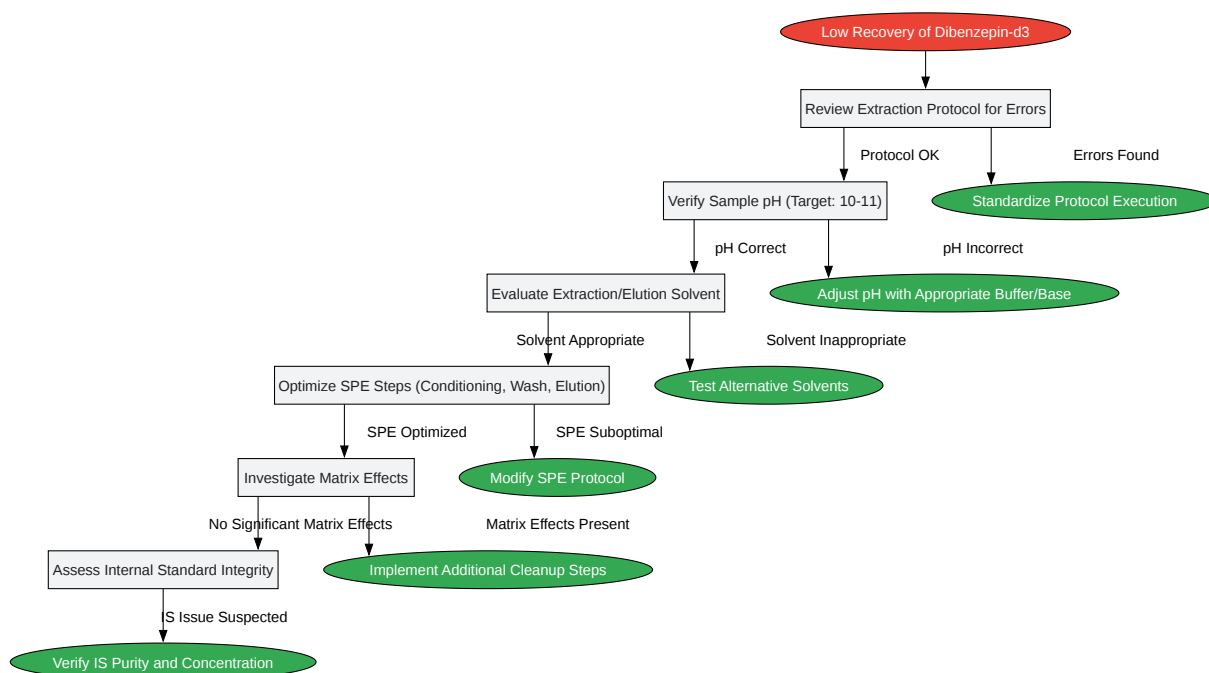 Low Recovery of Dibenzepin-d3
Review Extraction Protocol for Errors
Protocol OK
Errors Found
Verify Sample pH (Target: 10-11)
Standardize Protocol Execution
pH Correct
pH Incorrect
Evaluate Extraction/Elution Solvent
Adjust pH with Appropriate Buffer/Base
Solvent Appropriate
Solvent Inappropriate
Optimize SPE Steps (Conditioning, Wash, Elution)
Test Alternative Solvents
SPE Optimized
SPE Suboptimal
Investigate Matrix Effects
Modify SPE Protocol
No Significant Matrix Effects
Matrix Effects Present
Assess Internal Standard Integrity
Implement Additional Cleanup Steps
IS Issue Suspected
Verify IS Purity and Concentration